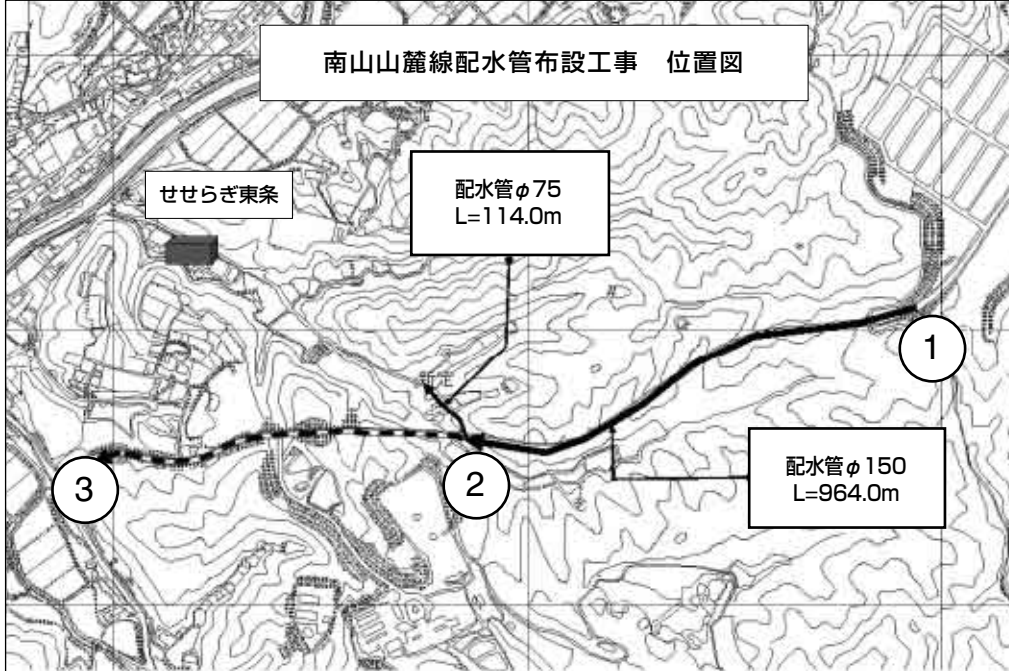 南山山麓線配水管布設工事 位置図
せせらぎ東条
配水管φ75
L=114.0m
1
2
3
配水管φ150
L=964.0m